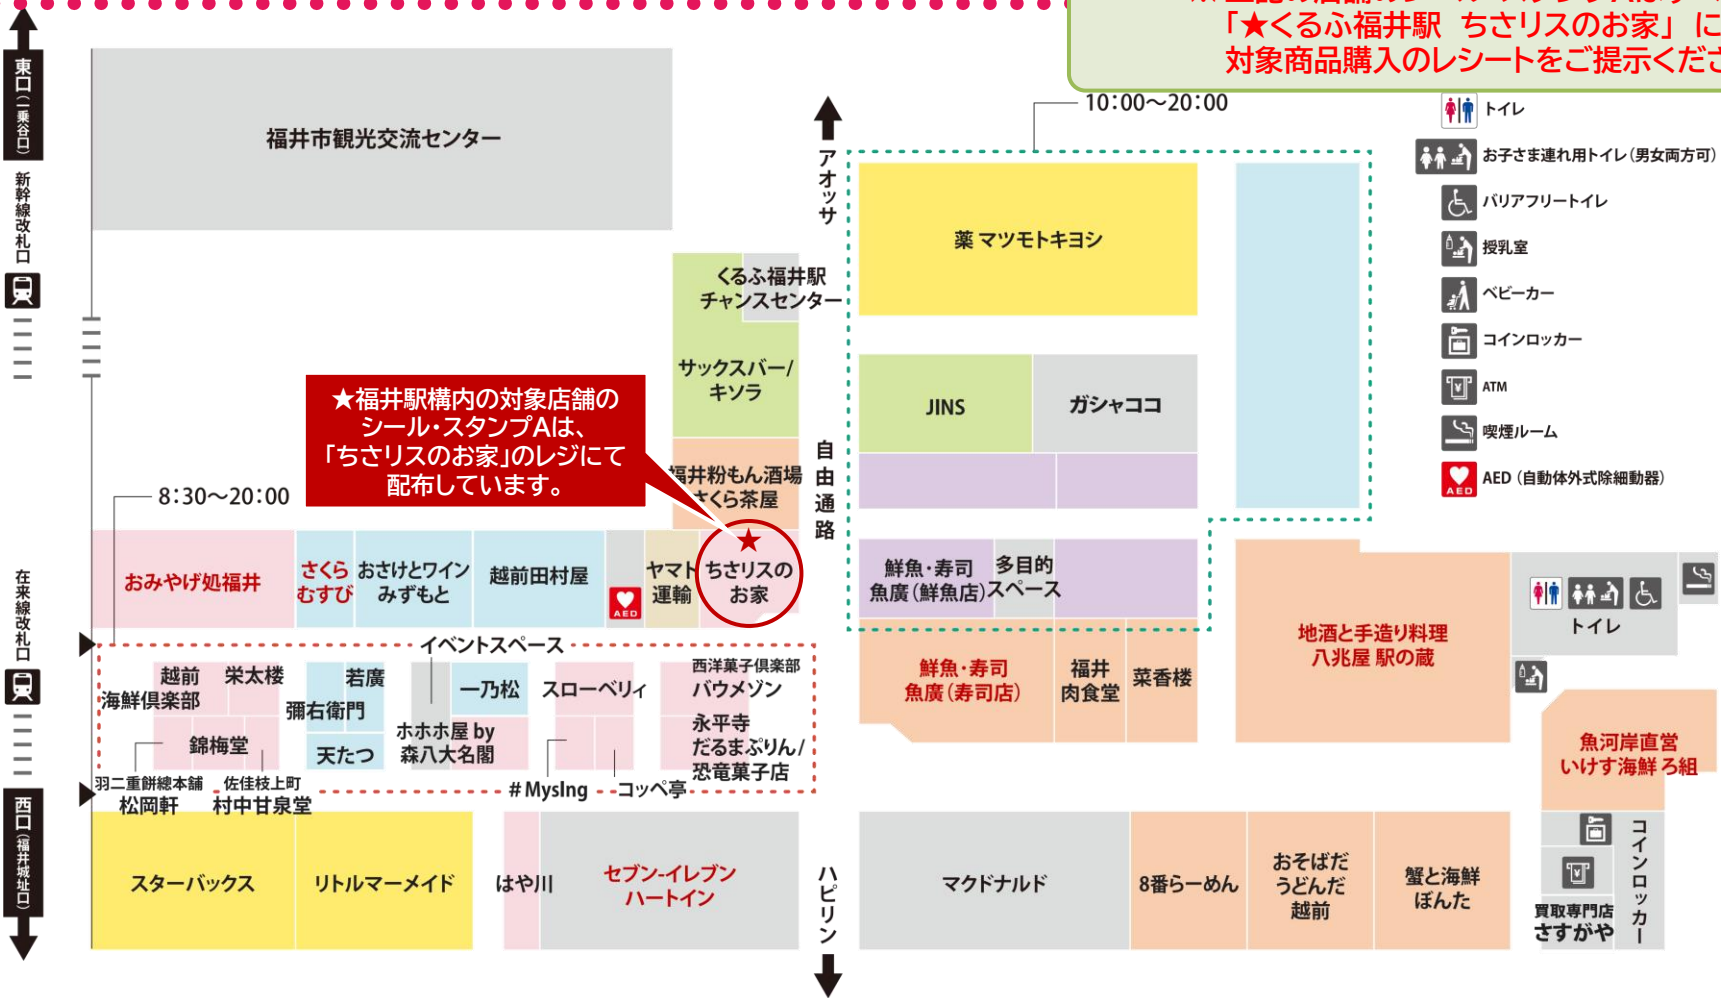 「★くるふ福井駅 ちさリスのお家」に
対象商品購入のレシートをご提示くださ
東口（一乗谷口）
新幹線改札口
在来線改札口
西口（福井城址口）
福井市観光交流センター
くるふ福井駅
チャンスセンター
サックスバー/
キソラ
★福井駅構内の対象店舗の
シール・スタンプAは、
「ちさリスのお家」のレジにて
配布しています。
福井粉もん酒場
さくら茶屋
8:30～20:00
おみやげ処福井
さくら
むすび
おさけとワイン
みずもと
越前田村屋
AED
ヤマト
運輸
★
ちさリスの
お家
イベントスペース
越前
海鮮倶楽部
栄太楼
若廣
彌右衛門
一乃松
スローベリィ
西洋菓子倶楽部
バウメゾン
錦梅堂
天たつ
ホホホ屋 by
森八大名閣
永平寺
だるまぷりん/
恐竜菓子店
羽二重餅總本舗
松岡軒
佐佳枝上町
村中甘泉堂
#MysIng
コッペ亭
スターバックス
リトルマーメイド
はや川
セブン-イレブン
ハートイン
アオッサ
自由通路
ハピリン
10:00～20:00
薬 マツモトキヨシ
JINS
ガシャココ
鮮魚・寿司
魚廣（鮮魚店）
多目的
スペース
鮮魚・寿司
魚廣（寿司店）
福井
肉食堂
菜香楼
地酒と手造り料理
八兆屋 駅の蔵
トイレ
魚河岸直営
いけす海鮮 ろ組
マクドナルド
8番らーめん
おそばだ
うどんだ
越前
蟹と海鮮
ぼんた
買取専門店
さすがや
コインロッカー
トイレ
お子さま連れ用トイレ（男女両方可）
バリアフリートイレ
授乳室
ベビーカー
コインロッカー
ATM
喫煙ルーム
AED
AED（自動体外式除細動器）